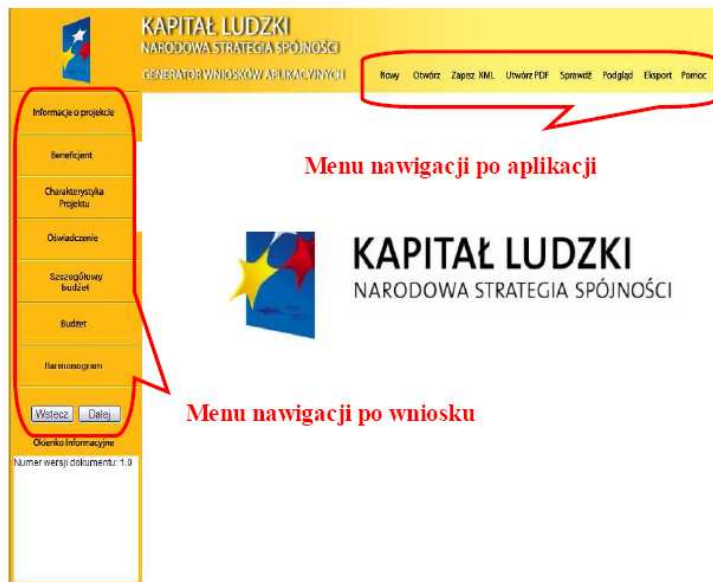 KAPITAŁ LUDZKI
NARODOWA STRATEGIA SPÓJNOŚCI
GENERATOR WNIOSKÓW APLIKACYJNYCH
Nowy Otwórz Zapisz XML Utwórz PDF Sprawdź Podgląd Eksport Pomoc
Menu nawigacji po aplikacji
Informacje o projekcie
Beneficjent
Charakterystyka
Projektu
Oświadczenie
Szczegółowy
budżet
Budżet
Harmonogram
Wstecz Dalej
Okienko Informacyjne
Numer wersji dokumentu: 1.0
KAPITAŁ LUDZKI
NARODOWA STRATEGIA SPÓJNOŚCI
Menu nawigacji po wniosku